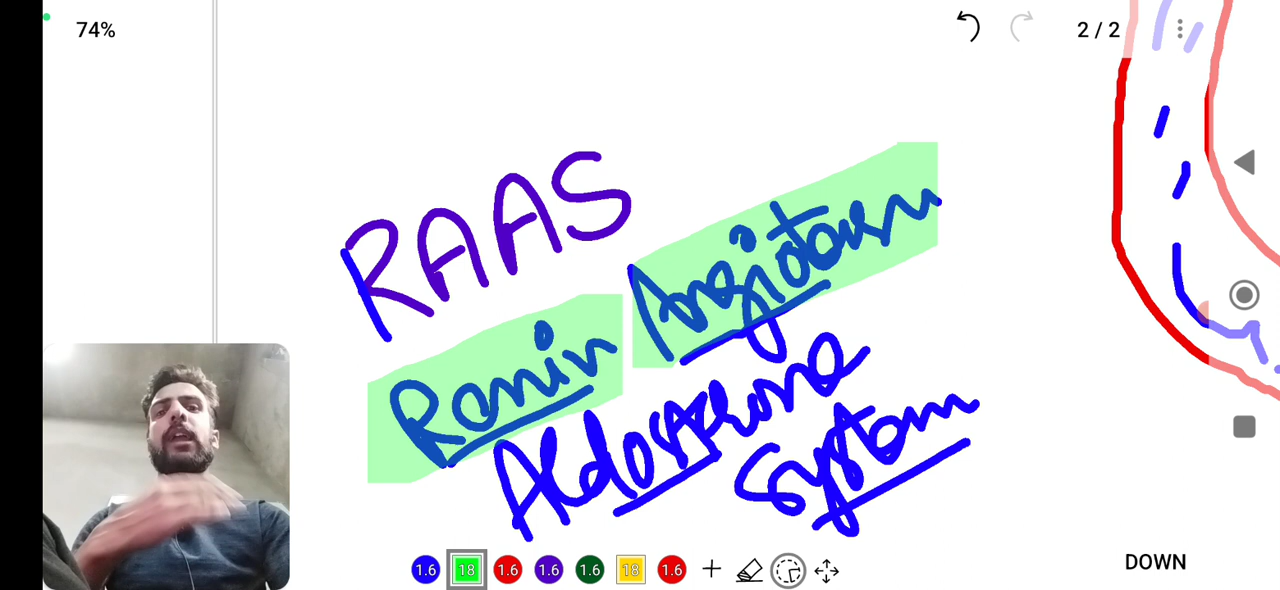 74%
2 / 2
RAAS
Renin Angiotensin
Aldosterone
System
1.6 18 1.6 1.6 1.6 18 1.6
DOWN